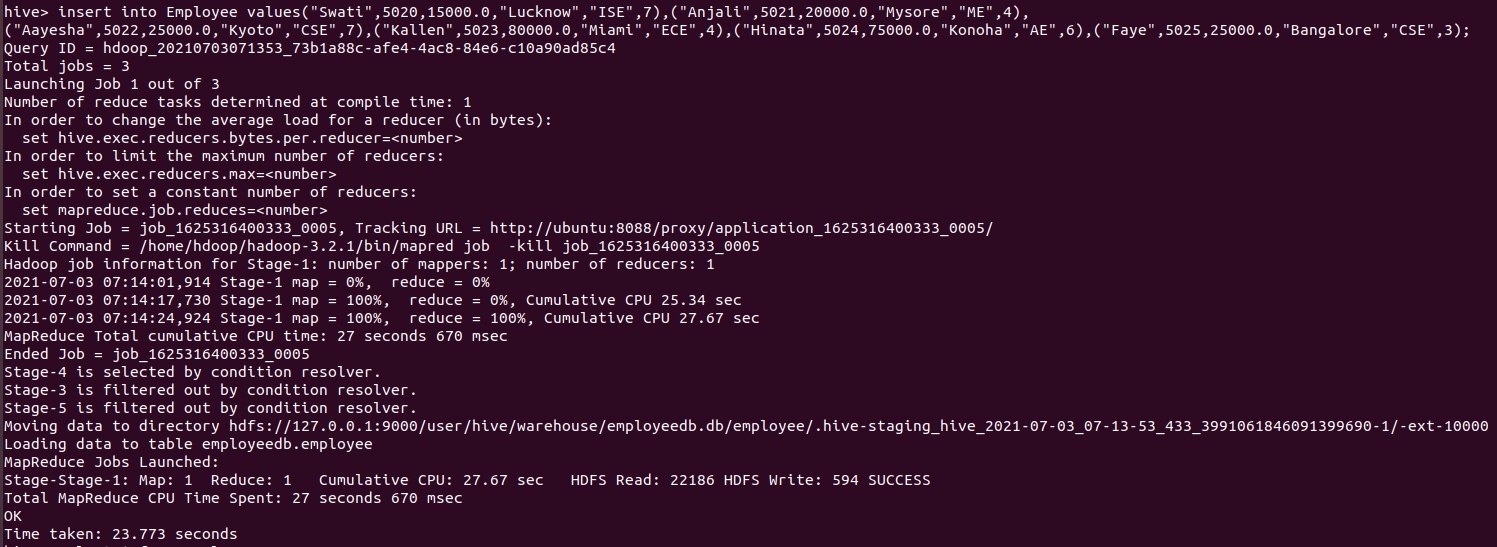 hive> insert into Employee values("Swati",5020,15000.0,"Lucknow","ISE",7),("Anjali",5021,20000.0,"Mysore","ME",4),
("Aayesha",5022,25000.0,"Kyoto","CSE",7),("Kallen",5023,80000.0,"Miami","ECE",4),("Hinata",5024,75000.0,"Konoha","AE",6),("Faye",5025,25000.0,"Bangalore","CSE",3);
Query ID = hdoop_20210703071353_73b1a88c-afe4-4ac8-84e6-c10a90ad85c4
Total jobs = 3
Launching Job 1 out of 3
Number of reduce tasks determined at compile time: 1
In order to change the average load for a reducer (in bytes):
  set hive.exec.reducers.bytes.per.reducer=<number>
In order to limit the maximum number of reducers:
  set hive.exec.reducers.max=<number>
In order to set a constant number of reducers:
  set mapreduce.job.reduces=<number>
Starting Job = job_1625316400333_0005, Tracking URL = http://ubuntu:8088/proxy/application_1625316400333_0005/
Kill Command = /home/hdoop/hadoop-3.2.1/bin/mapred job  -kill job_1625316400333_0005
Hadoop job information for Stage-1: number of mappers: 1; number of reducers: 1
2021-07-03 07:14:01,914 Stage-1 map = 0%,  reduce = 0%
2021-07-03 07:14:17,730 Stage-1 map = 100%,  reduce = 0%, Cumulative CPU 25.34 sec
2021-07-03 07:14:24,924 Stage-1 map = 100%,  reduce = 100%, Cumulative CPU 27.67 sec
MapReduce Total cumulative CPU time: 27 seconds 670 msec
Ended Job = job_1625316400333_0005
Stage-4 is selected by condition resolver.
Stage-3 is filtered out by condition resolver.
Stage-5 is filtered out by condition resolver.
Moving data to directory hdfs://127.0.0.1:9000/user/hive/warehouse/employeedb.db/employee/.hive-staging_hive_2021-07-03_07-13-53_433_3991061846091399690-1/-ext-10000
Loading data to table employeedb.employee
MapReduce Jobs Launched:
Stage-Stage-1: Map: 1  Reduce: 1   Cumulative CPU: 27.67 sec   HDFS Read: 22186 HDFS Write: 594 SUCCESS
Total MapReduce CPU Time Spent: 27 seconds 670 msec
OK
Time taken: 23.773 seconds